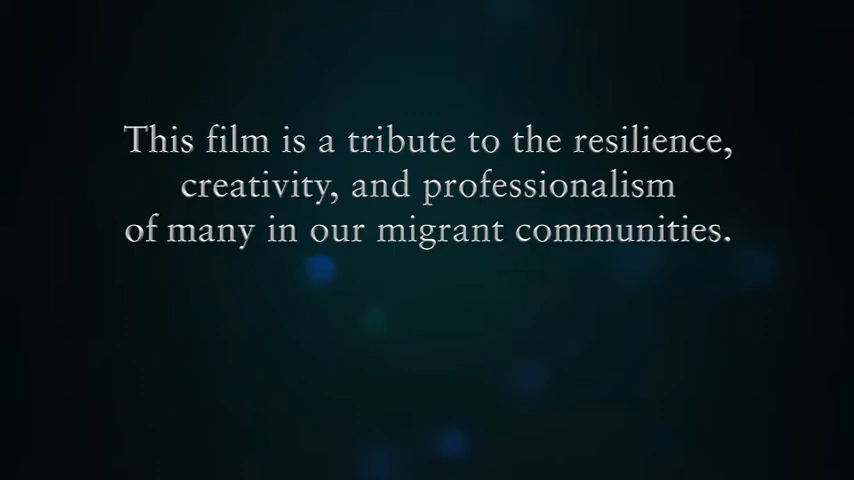 This film is a tribute to the resilience,
creativity, and professionalism
of many in our migrant communities.